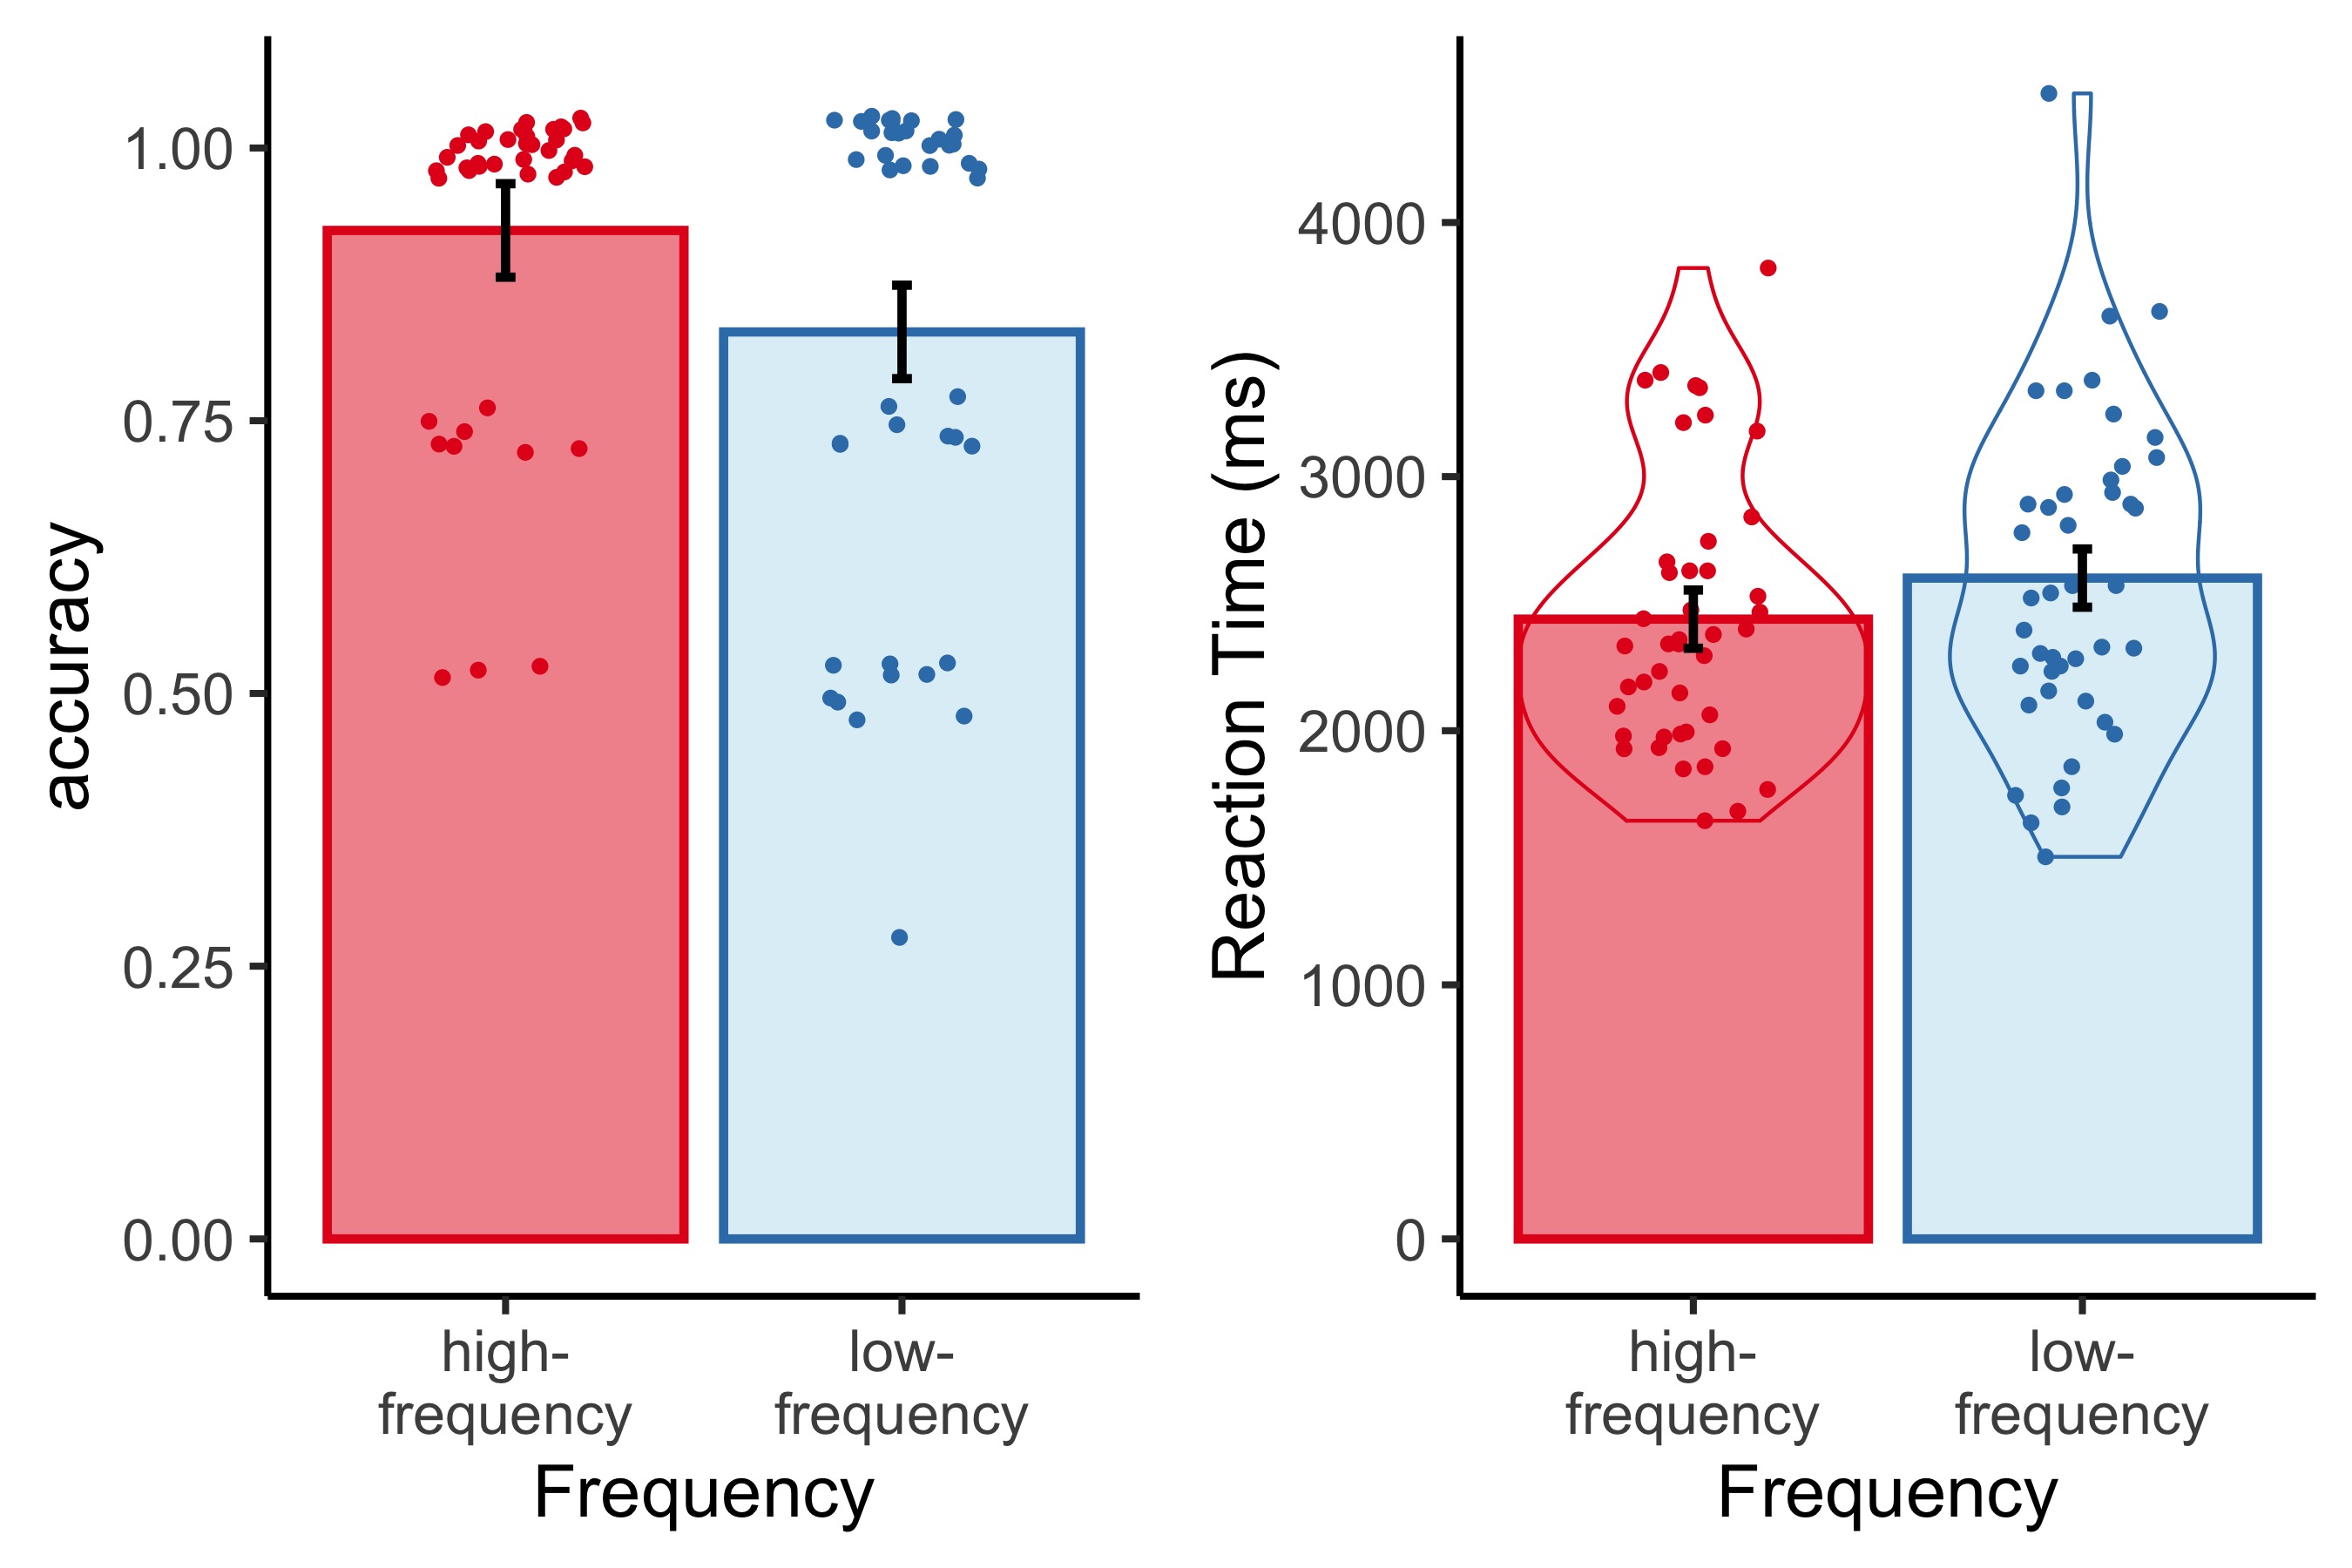 accuracy
1.00
0.75
0.50
0.25
0.00
high-
frequency
low-
frequency
Frequency
Reaction Time (ms)
4000
3000
2000
1000
0
high-
frequency
low-
frequency
Frequency